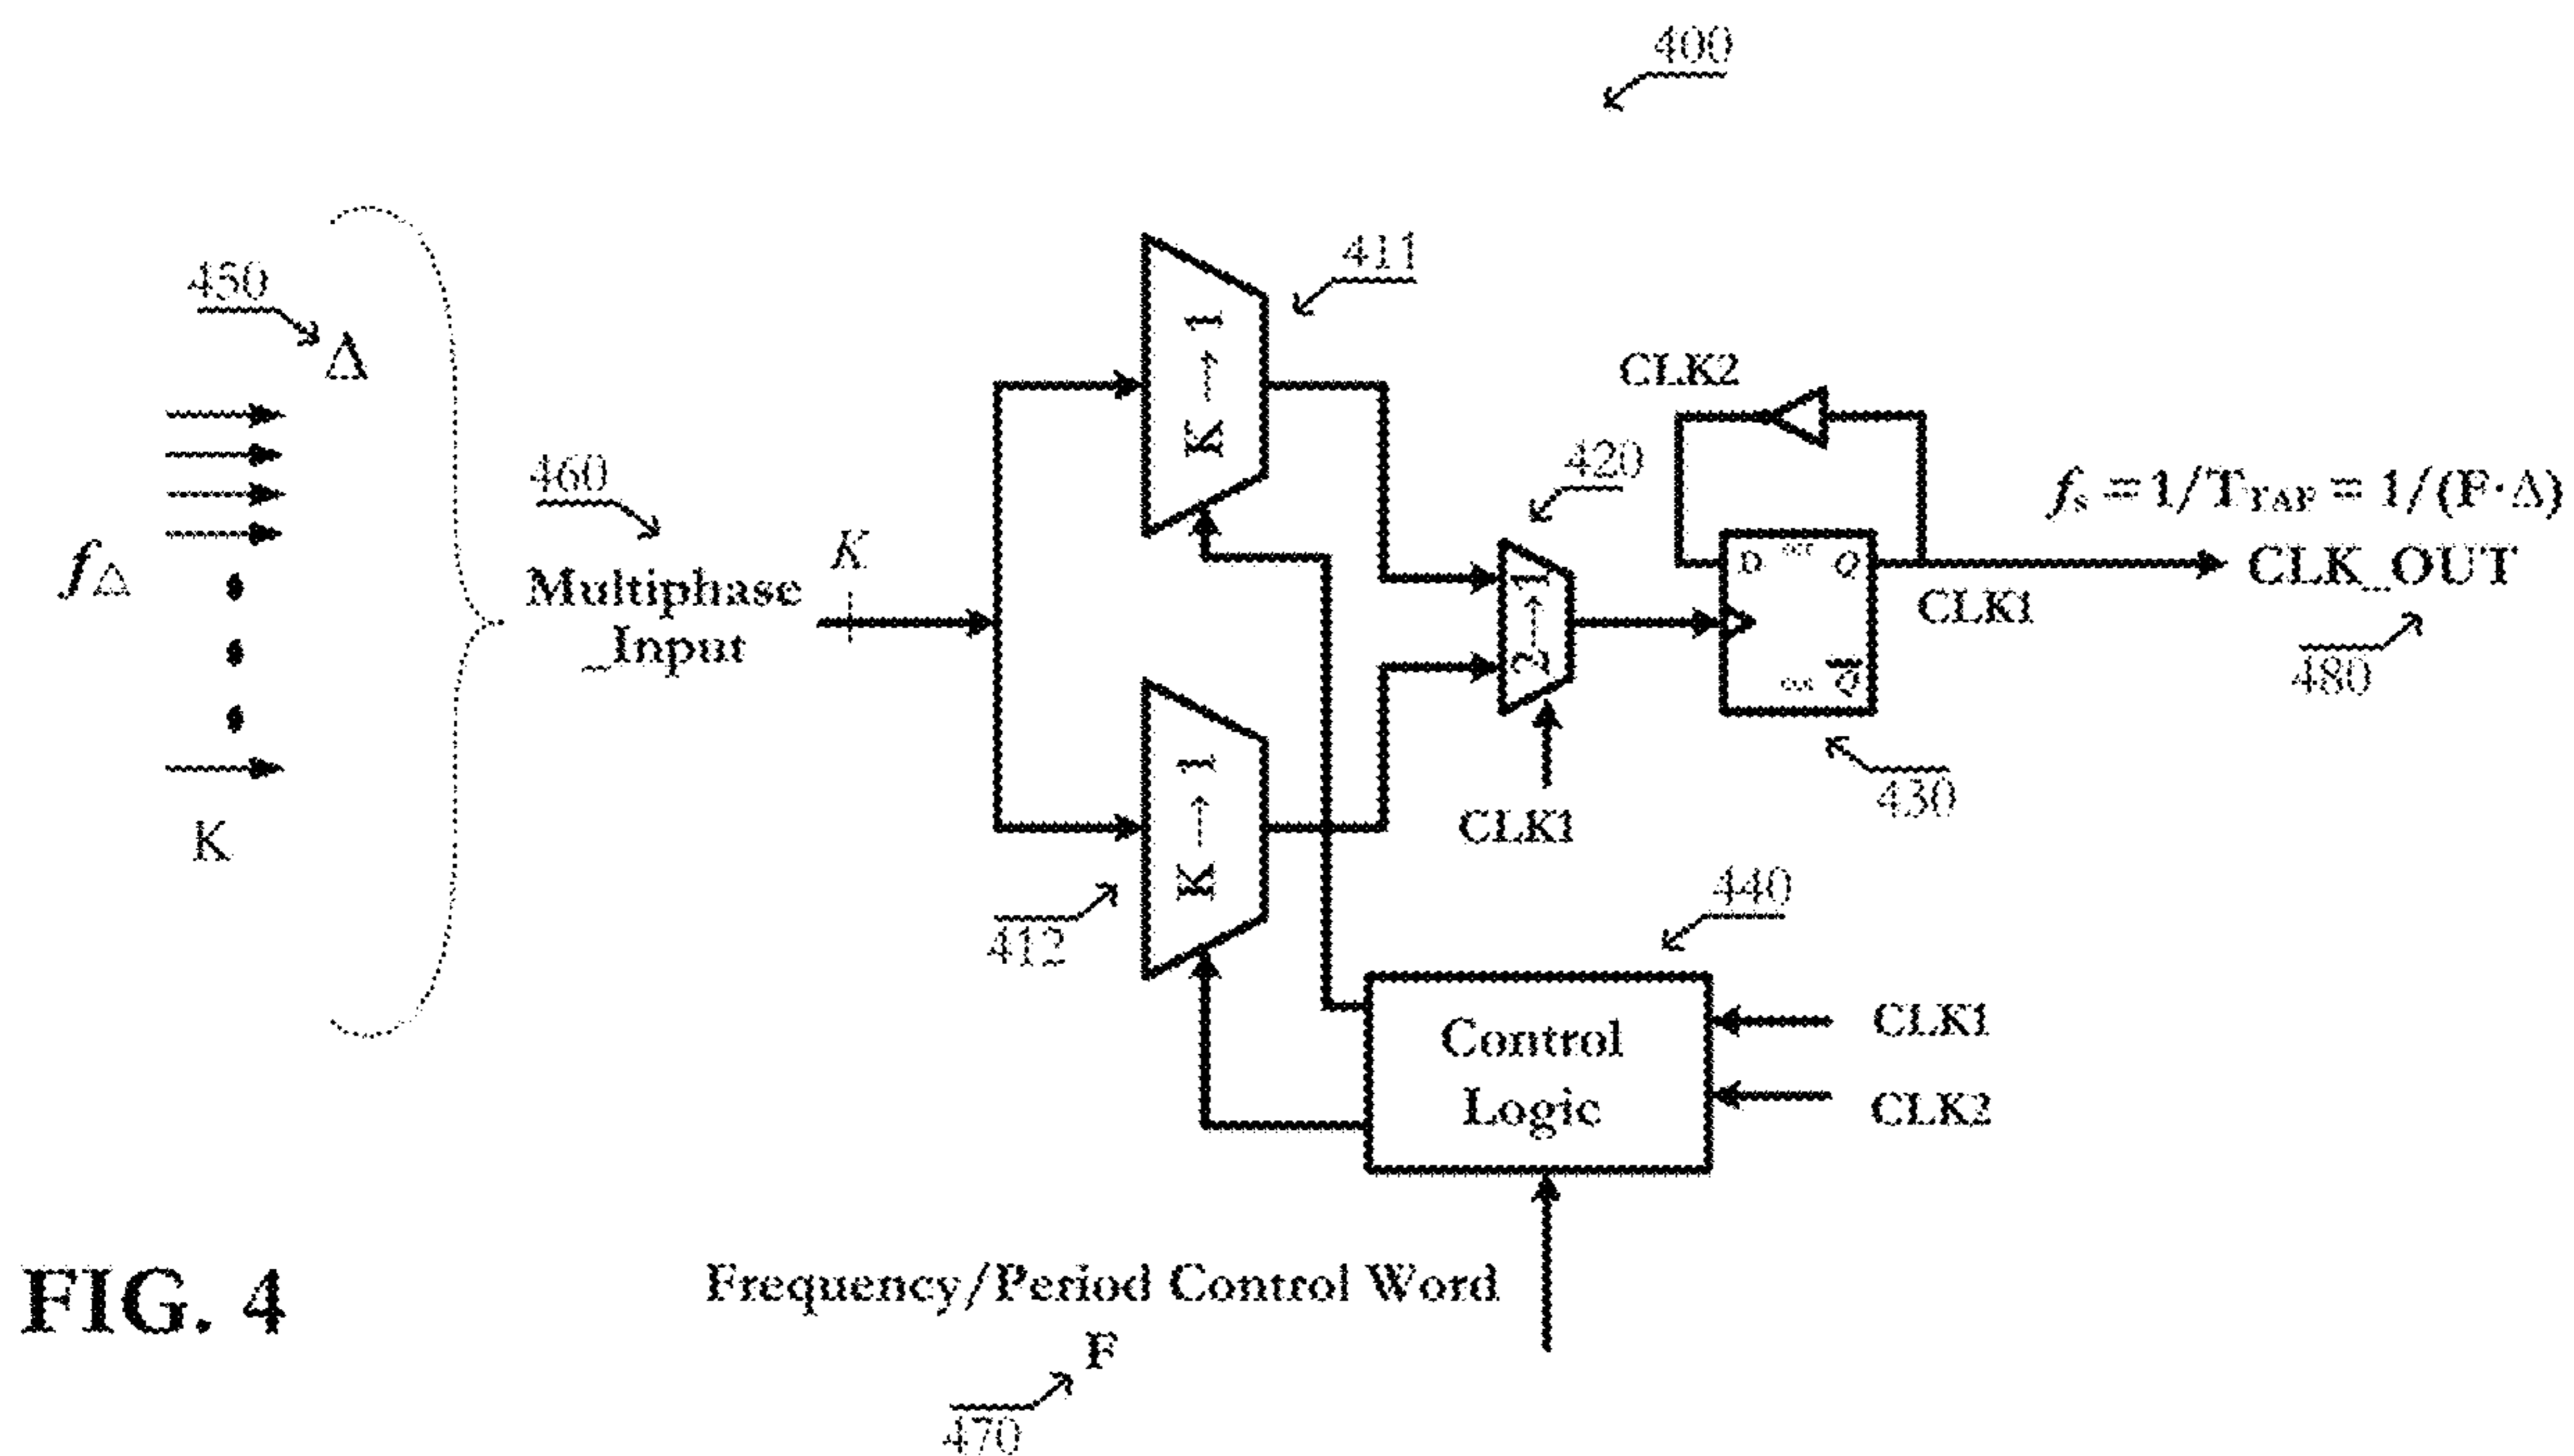 400
450
Δ
fΔ
K
460
Multiphase
_Input
K
411
K→1
412
K→1
420
2→1
CLK1
CLK2
D
Q
Q̅
CLK1
430
fs = 1/TTAF = 1/(F·Δ)
CLK_OUT
480
440
Control
Logic
CLK1
CLK2
Frequency/Period Control Word
F
470
FIG. 4